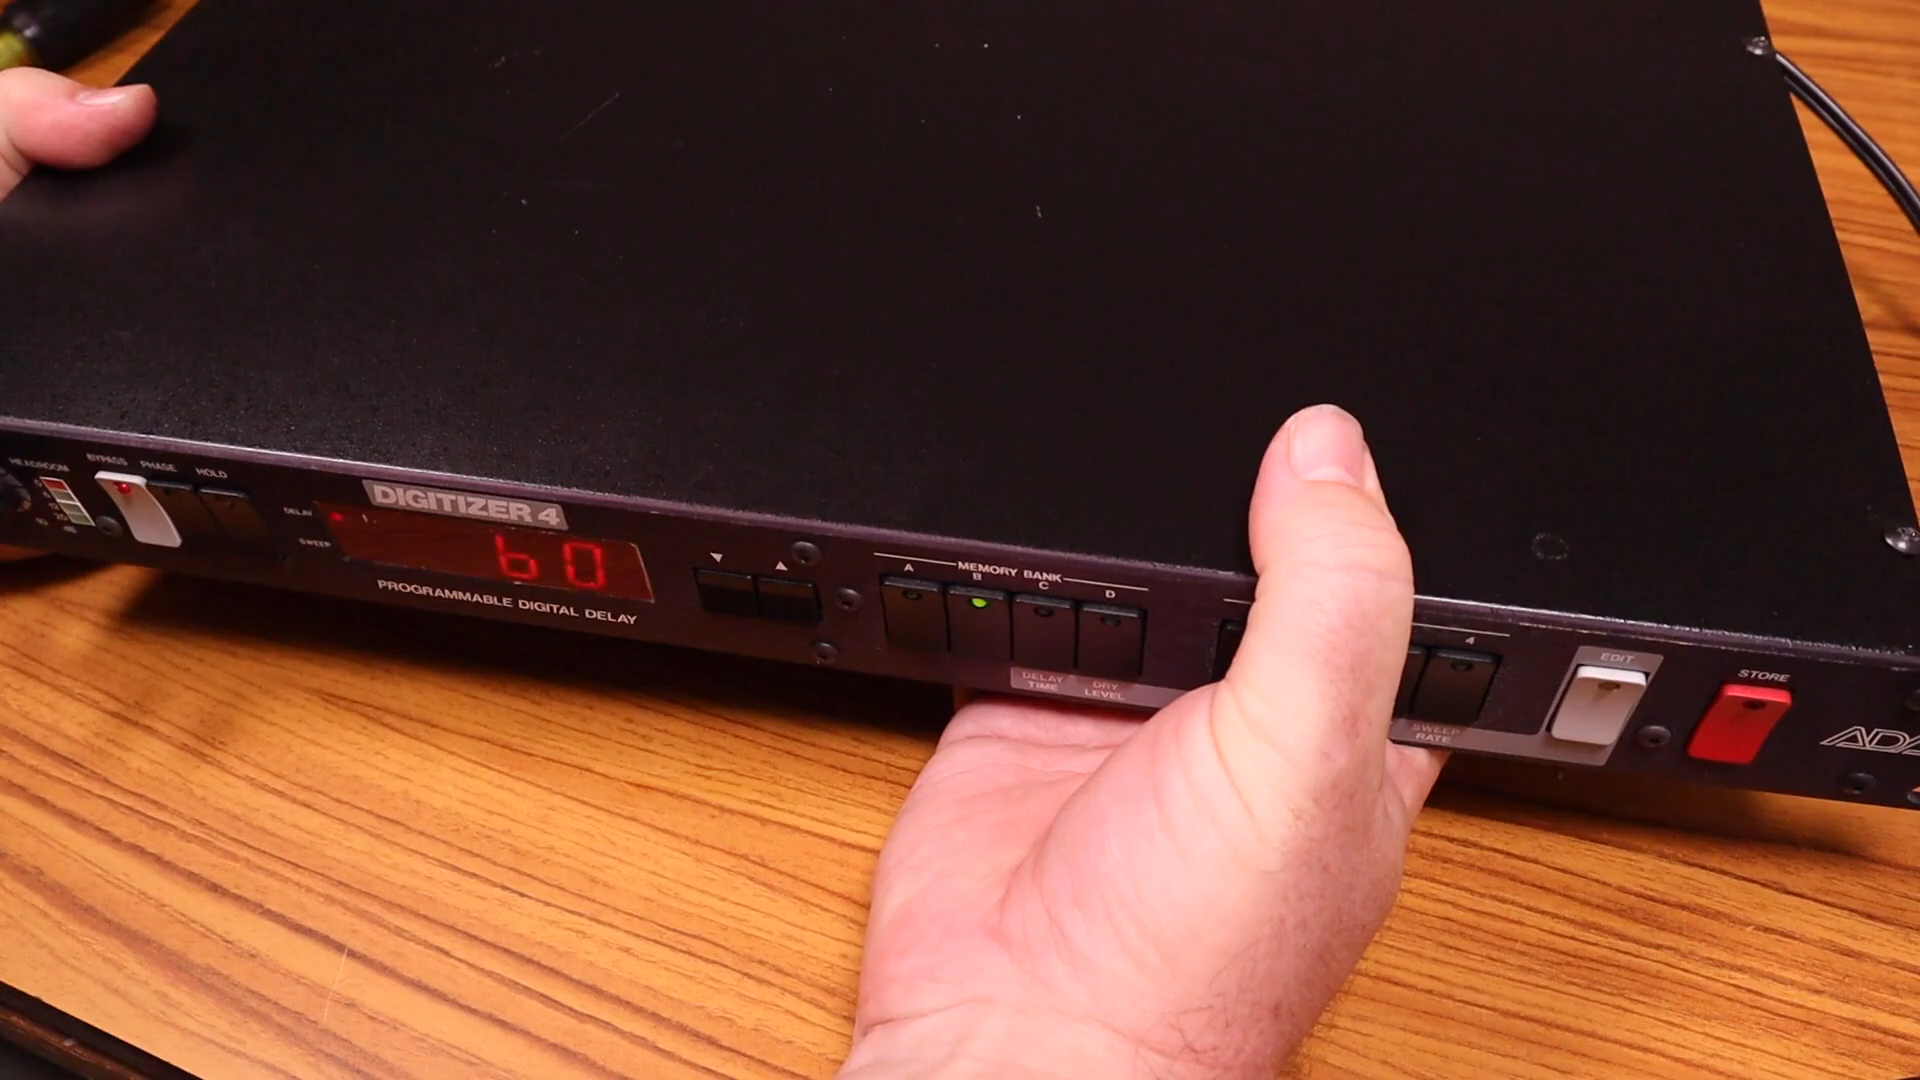 HEADROOM
BYPASS PHASE HOLD
DELAY
SWEEP
DIGITIZER 4
60
PROGRAMMABLE DIGITAL DELAY
MEMORY BANK
A B C D
DELAY TIME
DRY LEVEL
4
SWEEP RATE
EDIT
STORE
ADA